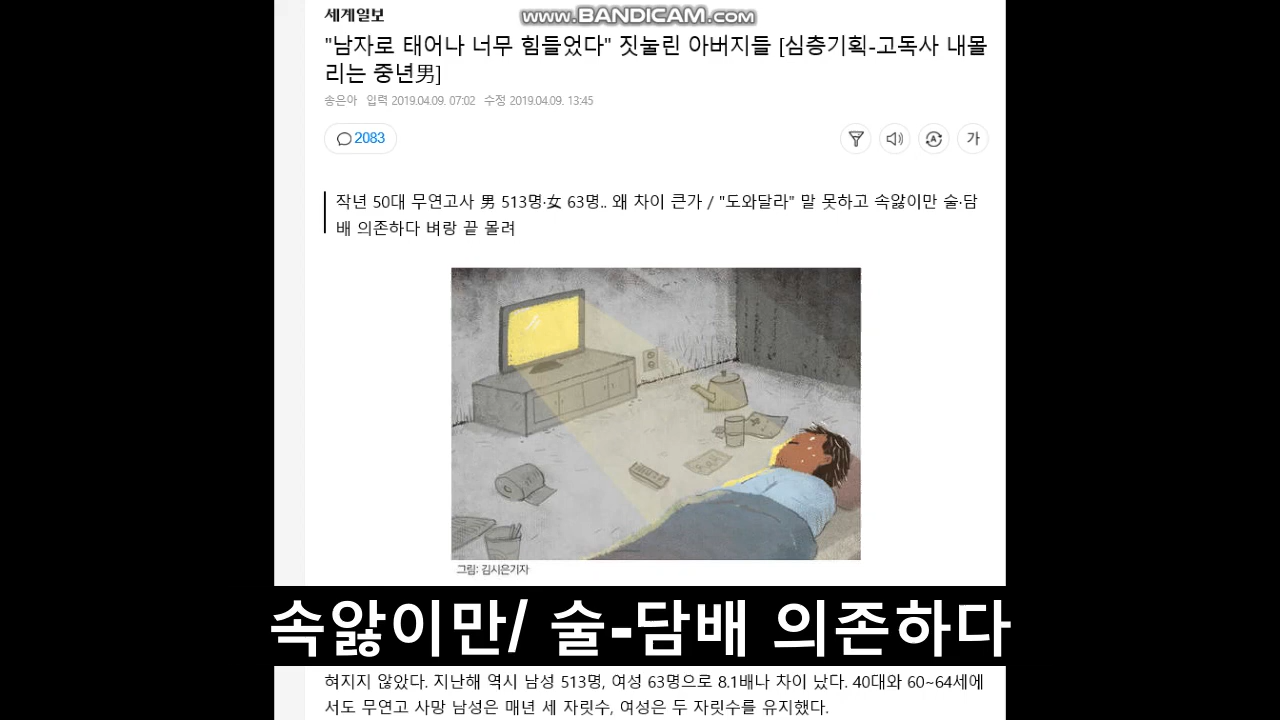 세계일보
WWW.BANDICAM.COM
"남자로 태어나 너무 힘들었다" 짓눌린 아버지들 [심층기획-고독사 내몰
리는 중년男]
송은아 입력 2019.04.09. 07:02 수정 2019.04.09. 13:45
2083
가
작년 50대 무연고사 男 513명·女 63명.. 왜 차이 큰가 / "도와달라" 말 못하고 속앓이만 술·담
배 의존하다 벼랑 끝 몰려
그림: 김시은기자
속앓이만/ 술-담배 의존하다
혀지지 않았다. 지난해 역시 남성 513명, 여성 63명으로 8.1배나 차이 났다. 40대와 60~64세에
서도 무연고 사망 남성은 매년 세 자릿수, 여성은 두 자릿수를 유지했다.